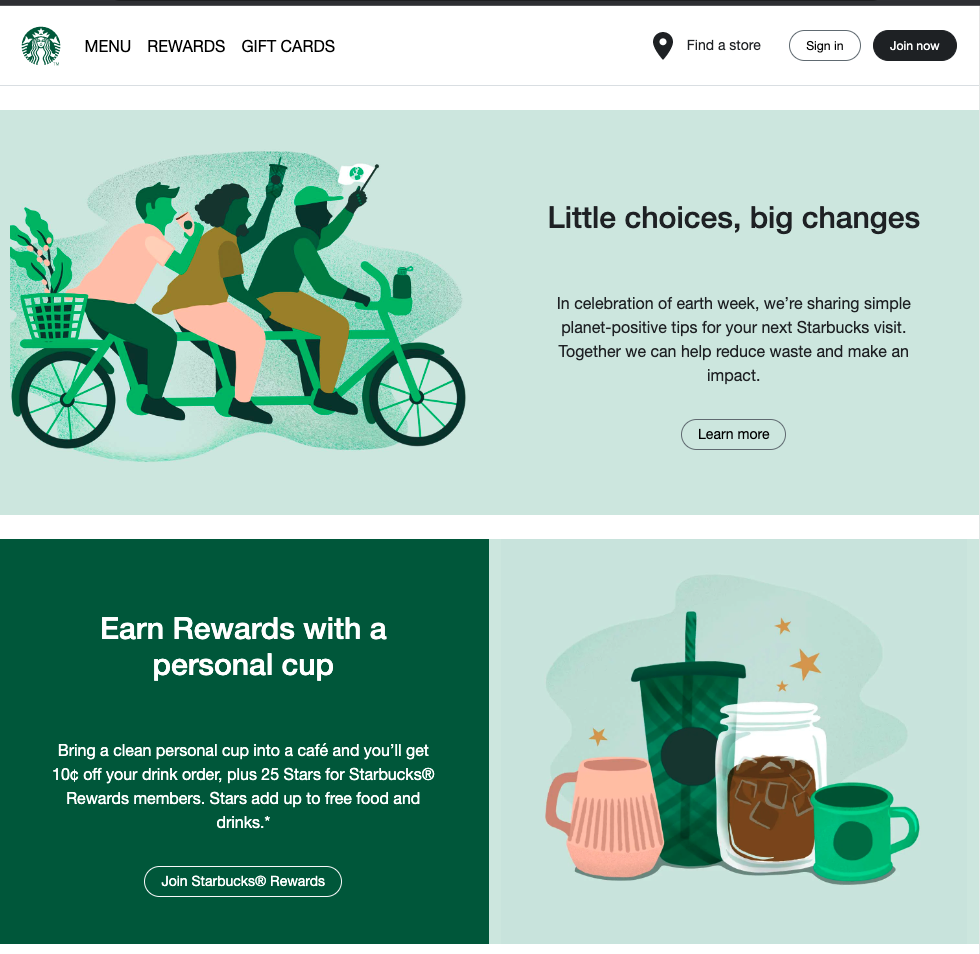 MENU REWARDS GIFT CARDS Find a store Sign in Join now
Little choices, big changes
In celebration of earth week, we’re sharing simple
planet-positive tips for your next Starbucks visit.
Together we can help reduce waste and make an
impact.
Learn more
Earn Rewards with a
personal cup
Bring a clean personal cup into a café and you’ll get
10¢ off your drink order, plus 25 Stars for Starbucks®
Rewards members. Stars add up to free food and
drinks.*
Join Starbucks® Rewards